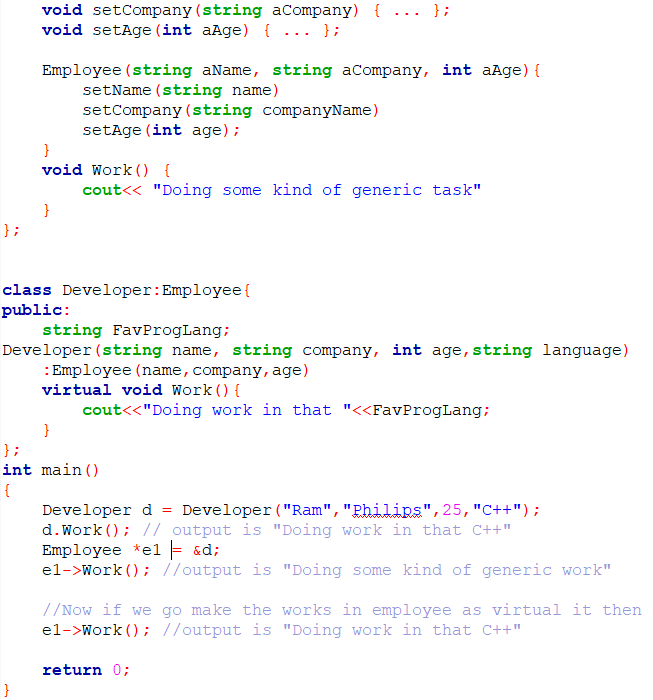 void setCompany(string aCompany) { ... };
void setAge(int aAge) { ... };
Employee(string aName, string aCompany, int aAge){
setName(string name)
setCompany(string companyName)
setAge(int age);
}
void Work() {
cout<< "Doing some kind of generic task"
}
};
class Developer:Employee{
public:
string FavProgLang;
Developer(string name, string company, int age,string language)
:Employee(name,company,age)
virtual void Work(){
cout<<"Doing work in that "<<FavProgLang;
}
};
int main()
{
Developer d = Developer("Ram","Philips",25,"C++");
d.Work(); // output is "Doing work in that C++"
Employee *e1 = &d;
e1->Work(); //output is "Doing some kind of generic work"
//Now if we go make the works in employee as virtual it then
e1->Work(); //output is "Doing work in that C++"
return 0;
}